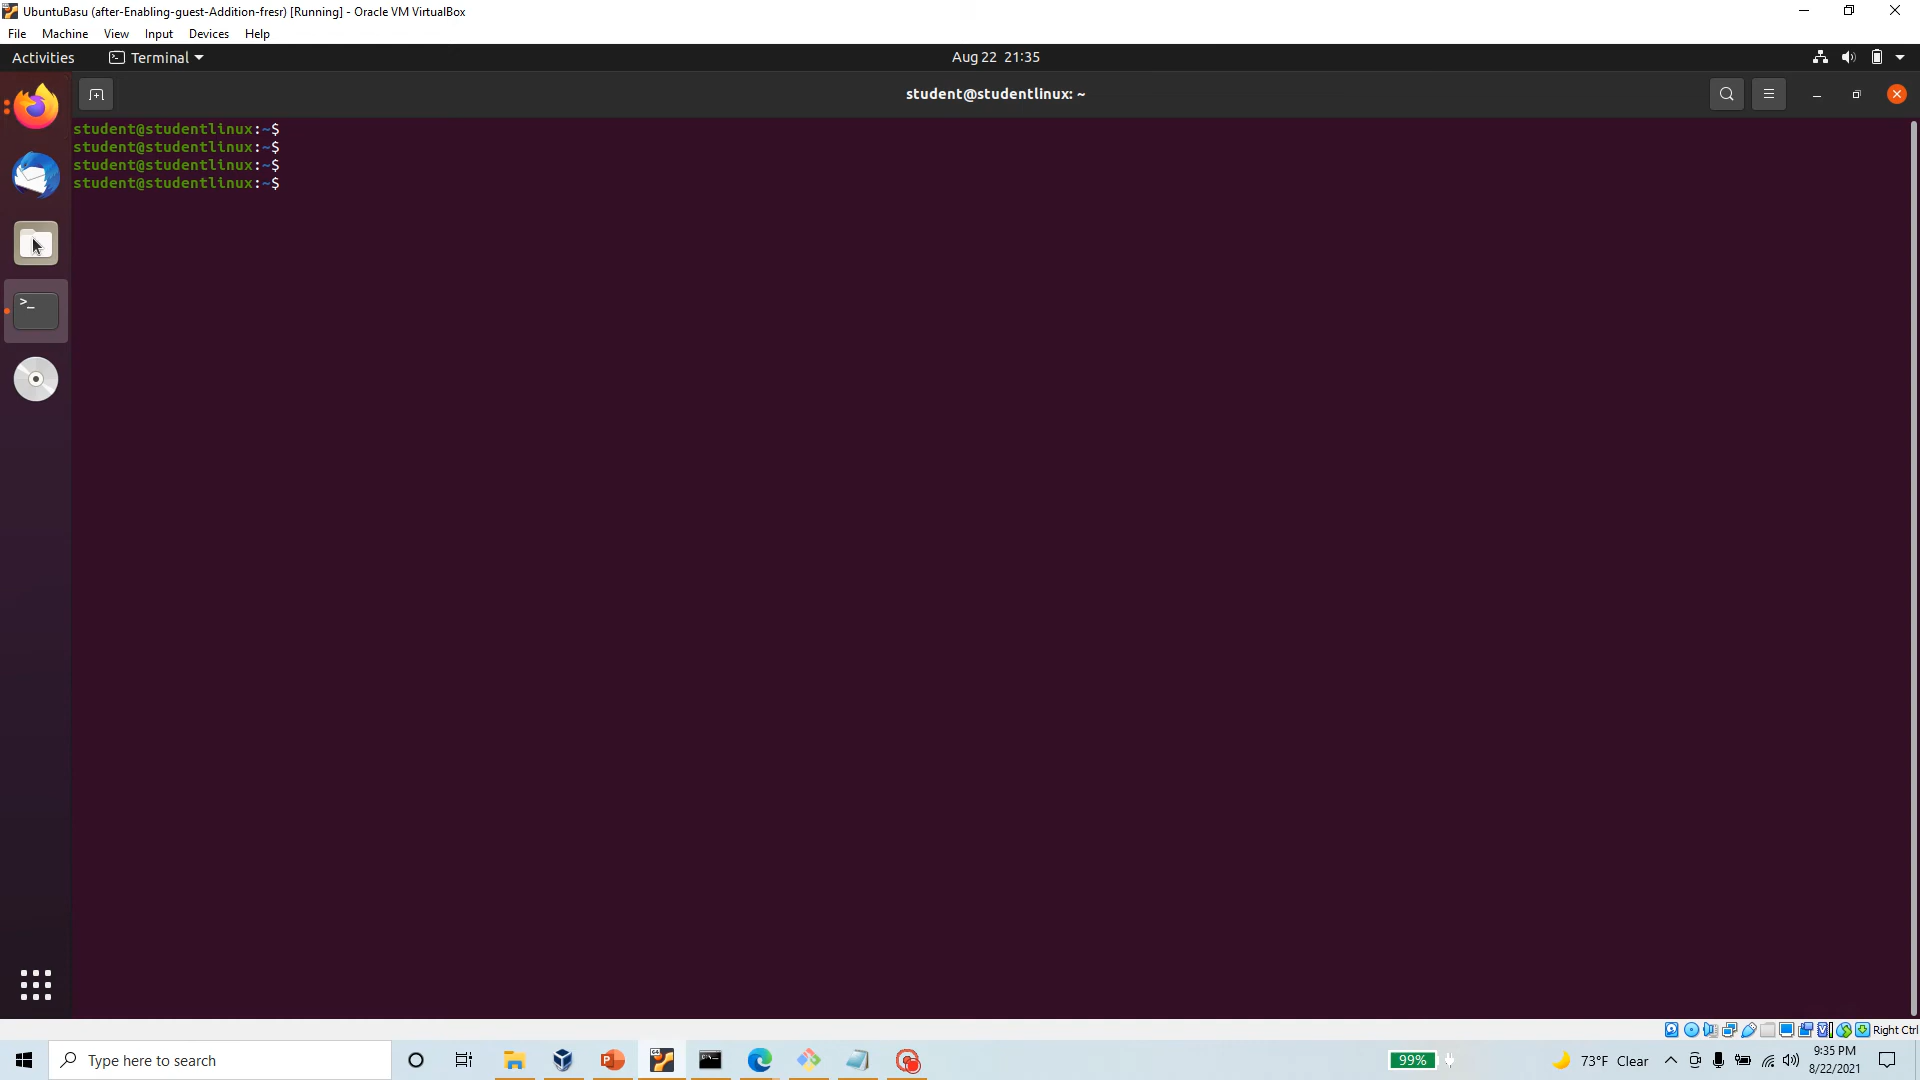 UbuntuBasu (after-Enabling-guest-Addition-fresr) [Running] - Oracle VM VirtualBox
File Machine View Input Devices Help
Activities Terminal Aug 22 21:35
student@studentlinux: ~
student@studentlinux:~$
student@studentlinux:~$
student@studentlinux:~$
student@studentlinux:~$
>_
Right Ctrl
Type here to search
99%
73°F Clear
9:35 PM
8/22/2021